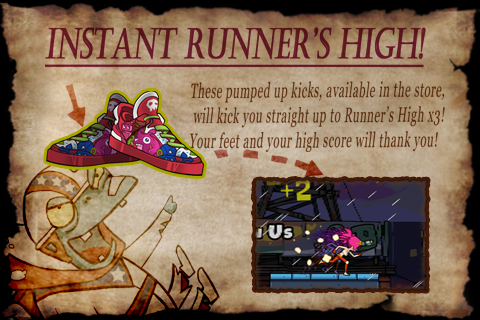 INSTANT RUNNER'S HIGH!
These pumped up kicks, available in the store,
will kick you straight up to Runner's High x3!
Your feet and your high score will thank you!
+2
Us